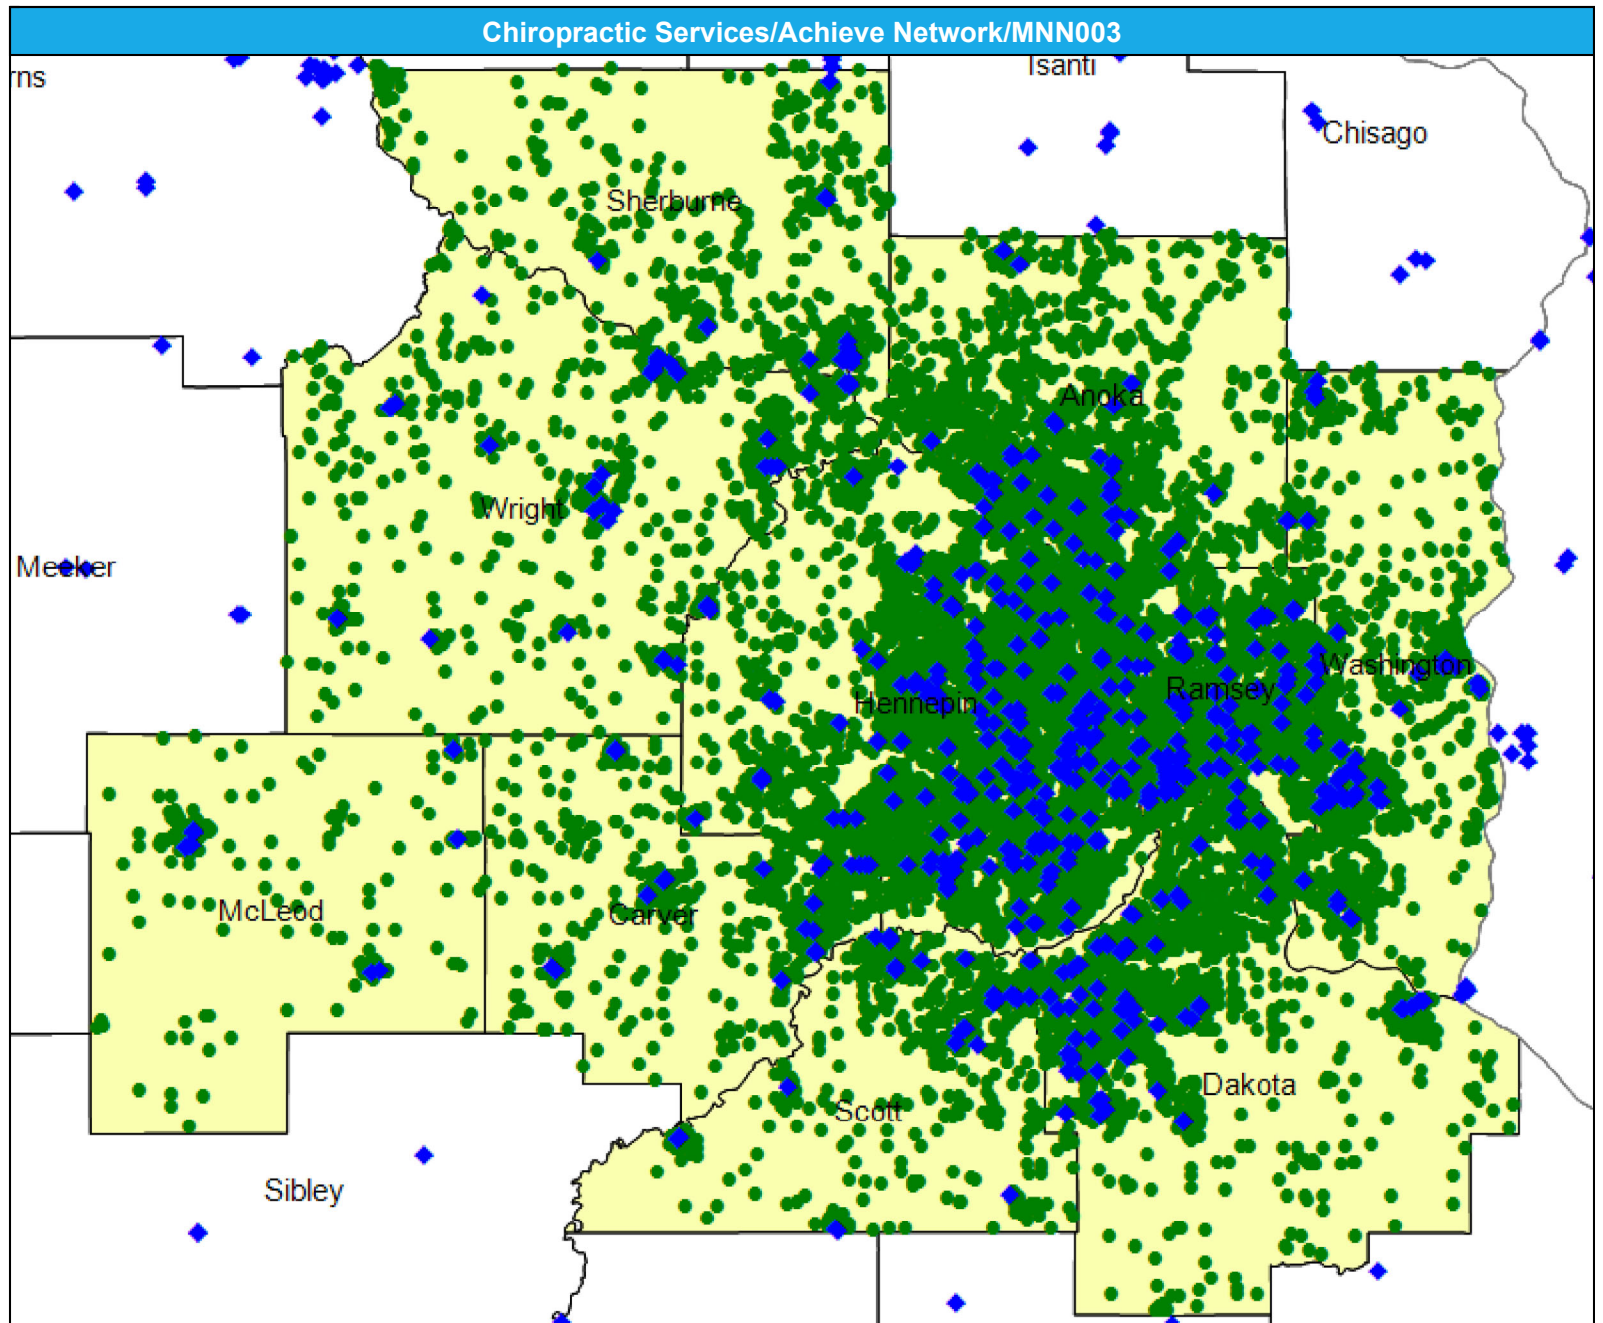 Chiropractic Services/Achieve Network/MNN003
rns
Isanti
Chisago
Sherburne
Anoka
Wright
Meeker
Washington
Ramsey
Hennepin
McLeod
Carver
Dakota
Scott
Sibley